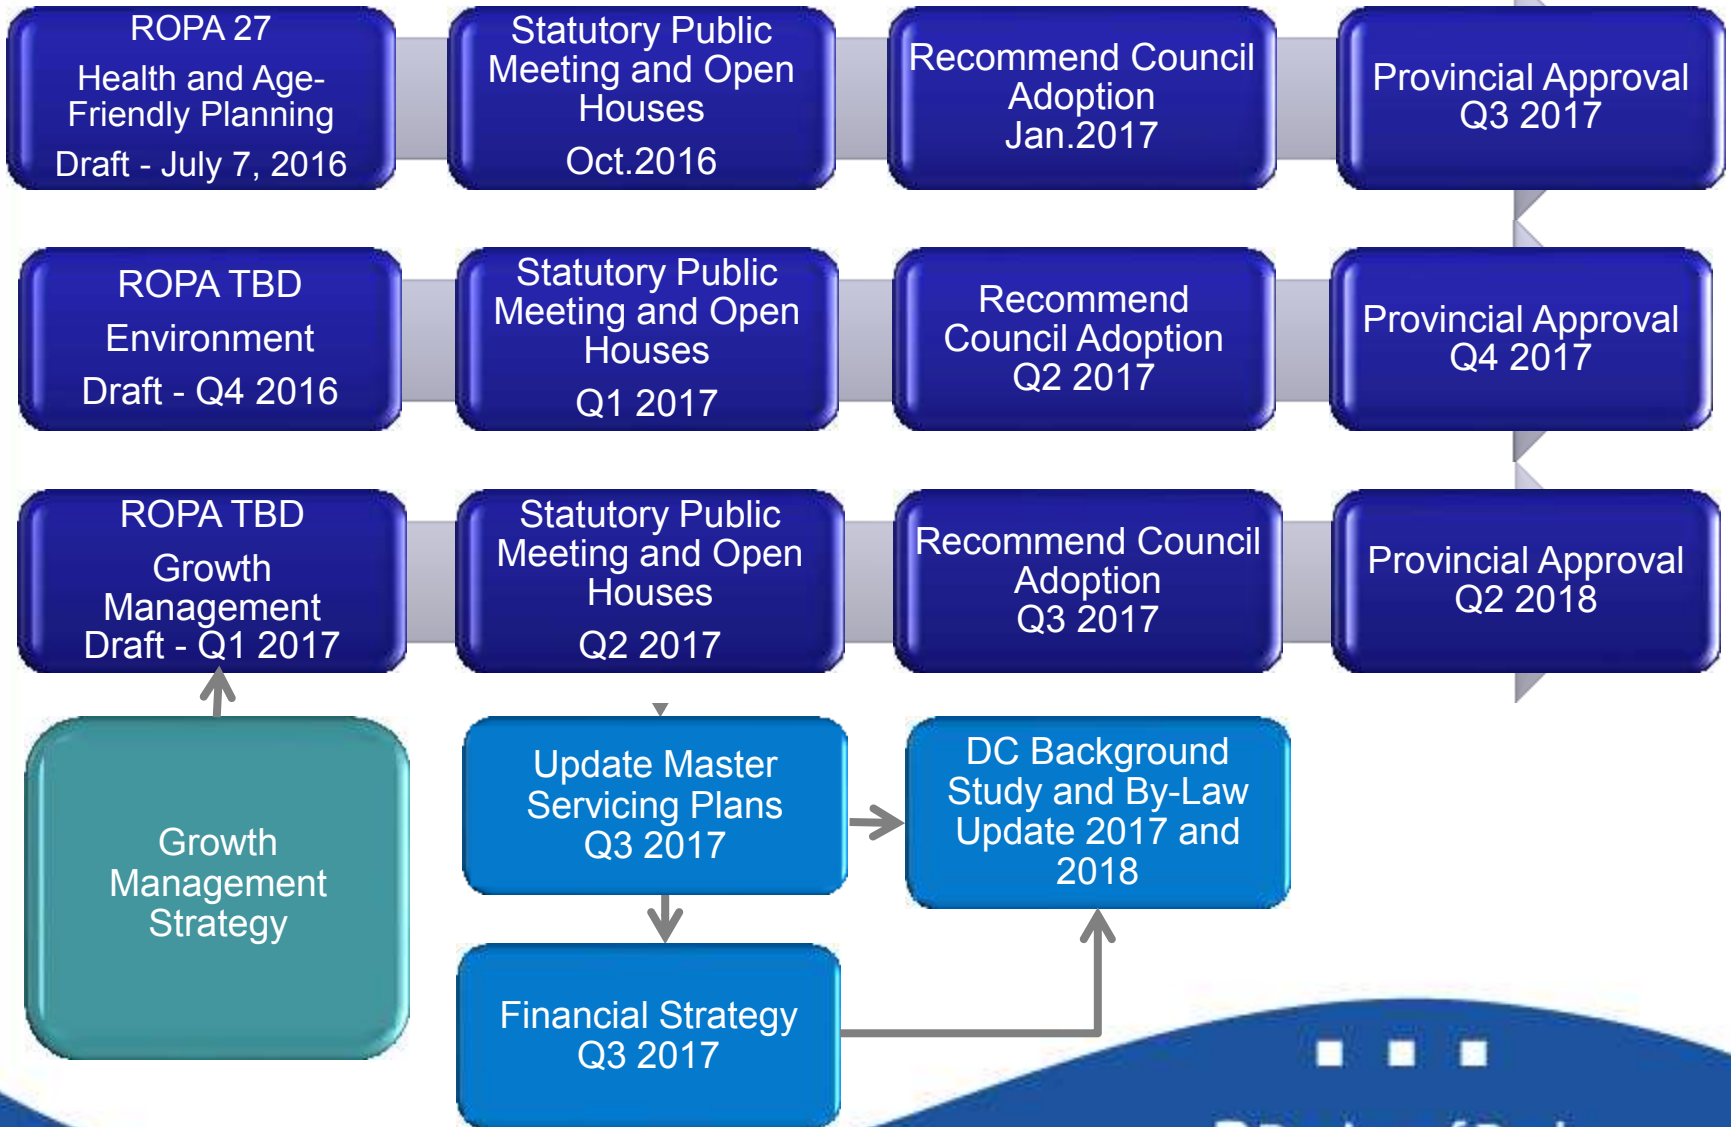 ROPA 27
Health and Age-
Friendly Planning
Draft - July 7, 2016
Statutory Public
Meeting and Open
Houses
Oct.2016
Recommend Council
Adoption
Jan.2017
Provincial Approval
Q3 2017
ROPA TBD
Environment
Draft - Q4 2016
Statutory Public
Meeting and Open
Houses
Q1 2017
Recommend
Council Adoption
Q2 2017
Provincial Approval
Q4 2017
ROPA TBD
Growth
Management
Draft - Q1 2017
Statutory Public
Meeting and Open
Houses
Q2 2017
Recommend Council
Adoption
Q3 2017
Provincial Approval
Q2 2018
Growth
Management
Strategy
Update Master
Servicing Plans
Q3 2017
DC Background
Study and By-Law
Update 2017 and
2018
Financial Strategy
Q3 2017